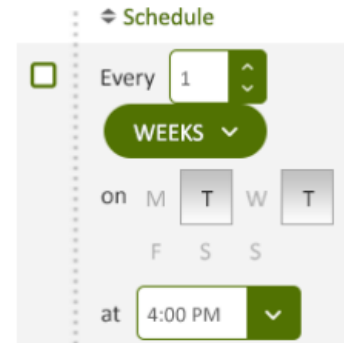 Schedule
Every 1
WEEKS
on M T W T
F S S
at 4:00 PM